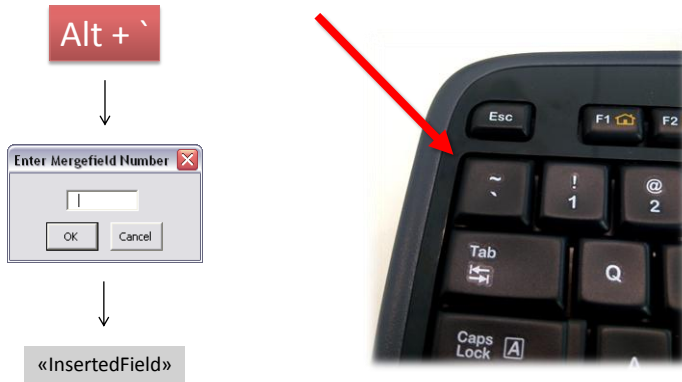 Alt + `
Enter Mergefield Number
OK Cancel
«InsertedField»
Esc F1 F2
~ ! @
` 1 2
Tab Q
Caps
Lock A